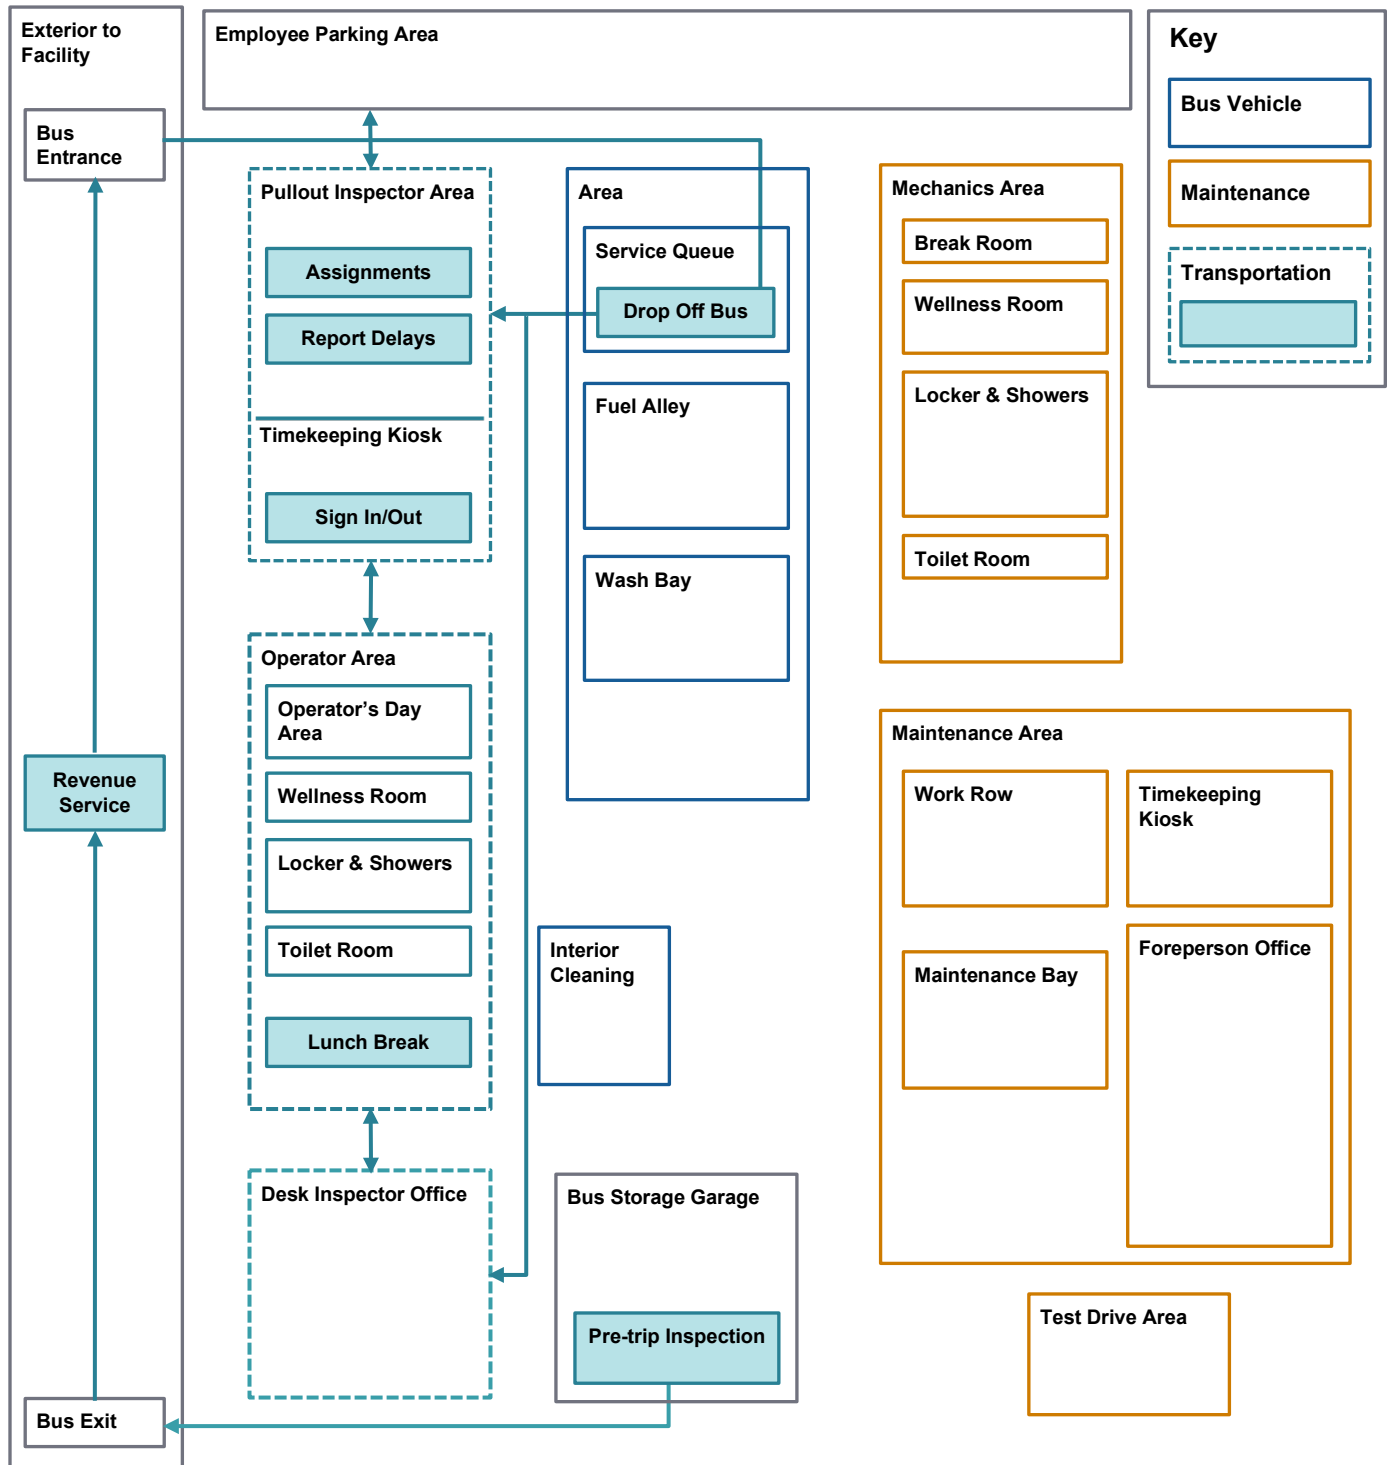 Exterior to
Facility
Bus
Entrance
Revenue
Service
Bus Exit
Employee Parking Area
Pullout Inspector Area
Assignments
Report Delays
Timekeeping Kiosk
Sign In/Out
Operator Area
Operator's Day
Area
Wellness Room
Locker & Showers
Toilet Room
Lunch Break
Desk Inspector Office
Area
Service Queue
Drop Off Bus
Fuel Alley
Wash Bay
Interior
Cleaning
Bus Storage Garage
Pre-trip Inspection
Mechanics Area
Break Room
Wellness Room
Locker & Showers
Toilet Room
Maintenance Area
Work Row
Timekeeping
Kiosk
Maintenance Bay
Foreperson Office
Test Drive Area
Key
Bus Vehicle
Maintenance
Transportation